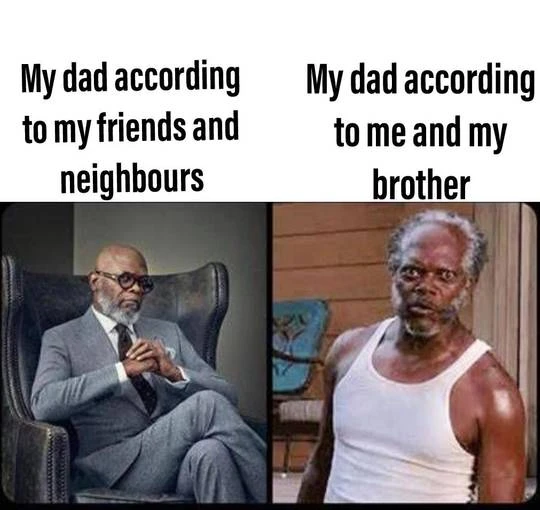 My dad according
to my friends and
neighbours
My dad according
to me and my
brother